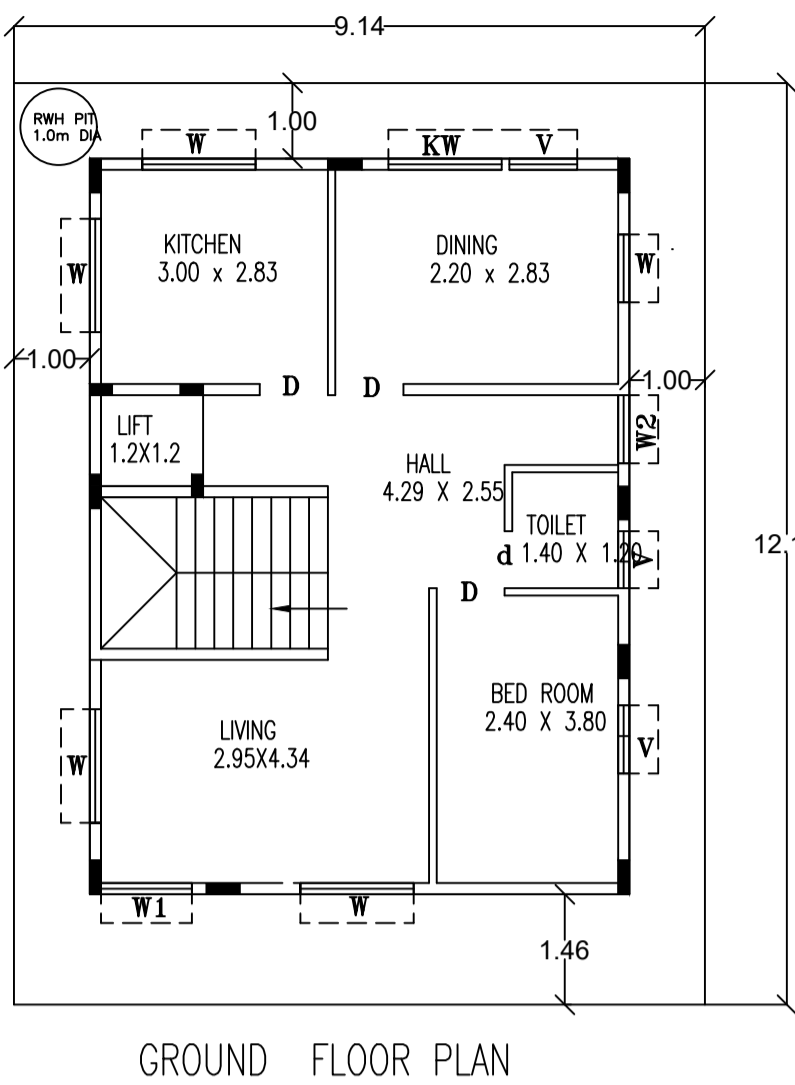 9.14
RWH PIT
1.0m DIA
1.00
W
KW
V
KITCHEN
3.00 x 2.83
DINING
2.20 x 2.83
W
W
1.00
1.00
D
D
LIFT
1.2X1.2
W2
HALL
4.29 X 2.55
TOILET
d 1.40 X 1.20
V
12.
D
BED ROOM
2.40 X 3.80
LIVING
2.95X4.34
W
V
W1
W
1.46
GROUND FLOOR PLAN